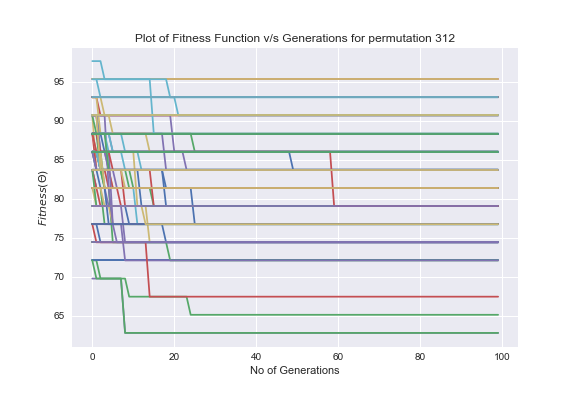 Plot of Fitness Function v/s Generations for permutation 312
95
90
85
80
75
70
65
Fitness(Θ)
0 20 40 60 80 100
No of Generations